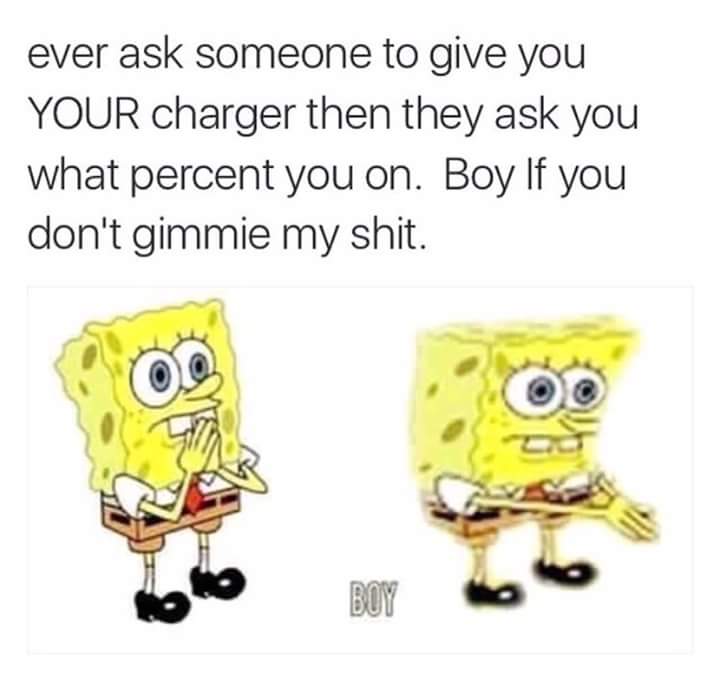 ever ask someone to give you
YOUR charger then they ask you
what percent you on.  Boy If you
don't gimmie my shit.
BOY